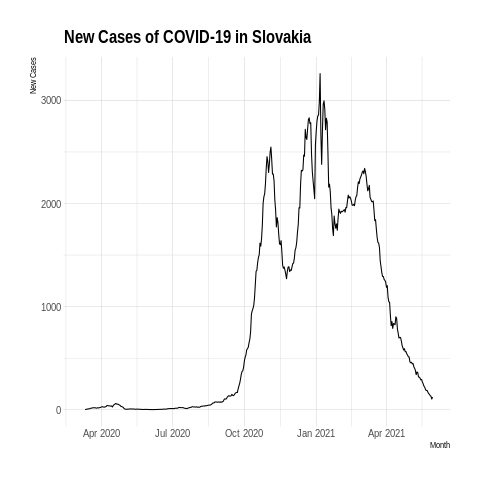 New Cases of COVID-19 in Slovakia
New Cases
3000
2000
1000
0
Apr 2020
Jul 2020
Oct 2020
Jan 2021
Apr 2021
Month